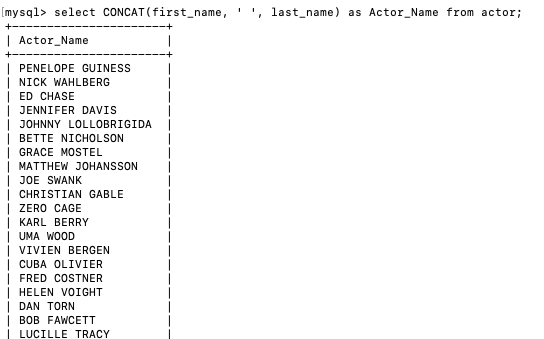 [mysql> select CONCAT(first_name, ' ', last_name) as Actor_Name from actor;
+----------------------+
| Actor_Name           |
+----------------------+
| PENELOPE GUINESS     |
| NICK WAHLBERG        |
| ED CHASE             |
| JENNIFER DAVIS       |
| JOHNNY LOLLOBRIGIDA  |
| BETTE NICHOLSON      |
| GRACE MOSTEL         |
| MATTHEW JOHANSSON    |
| JOE SWANK            |
| CHRISTIAN GABLE      |
| ZERO CAGE            |
| KARL BERRY           |
| UMA WOOD             |
| VIVIEN BERGEN        |
| CUBA OLIVIER         |
| FRED COSTNER         |
| HELEN VOIGHT         |
| DAN TORN             |
| BOB FAWCETT          |
| LUCILLE TRACY        |